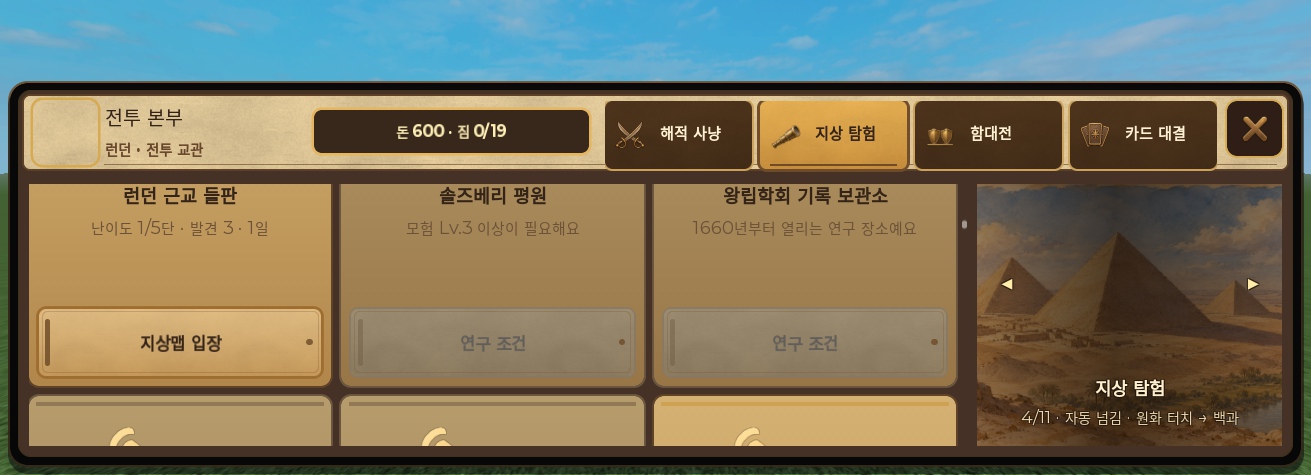 전투 본부
런던 · 전투 교관
돈 600 · 짐 0/19
해적 사냥
지상 탐험
함대전
카드 대결
런던 근교 들판
난이도 1/5단 · 발견 3 · 1일
지상맵 입장
솔즈베리 평원
모험 Lv.3 이상이 필요해요
연구 조건
왕립학회 기록 보관소
1660년부터 열리는 연구 장소예요
연구 조건
지상 탐험
4/11 · 자동 넘김 · 원화 터치 → 백과